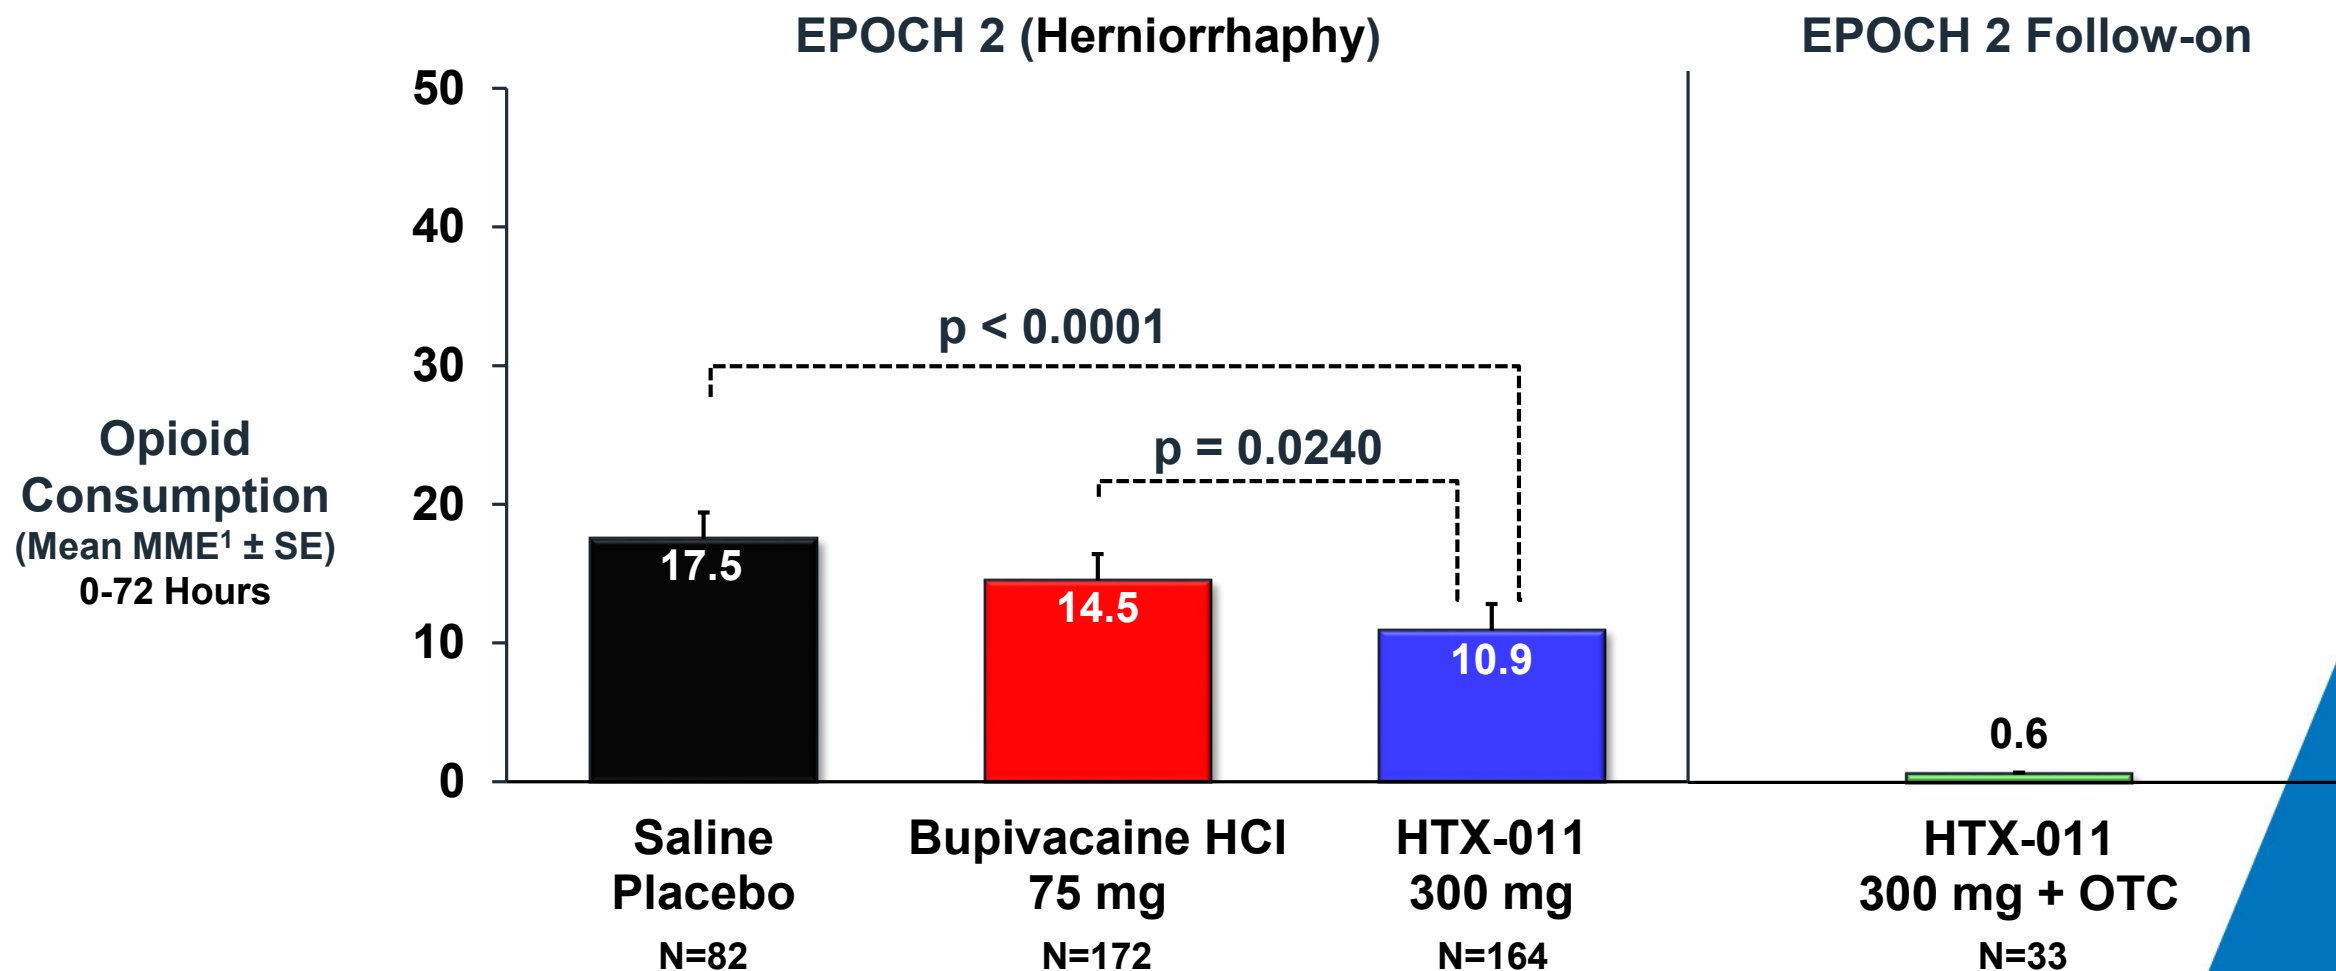 EPOCH 2 (Herniorrhaphy)
EPOCH 2 Follow-on
50
40
30
20
10
0
Opioid
Consumption
(Mean MME¹ ± SE)
0-72 Hours
p < 0.0001
p = 0.0240
17.5
14.5
10.9
0.6
Saline
Placebo
N=82
Bupivacaine HCl
75 mg
N=172
HTX-011
300 mg
N=164
HTX-011
300 mg + OTC
N=33